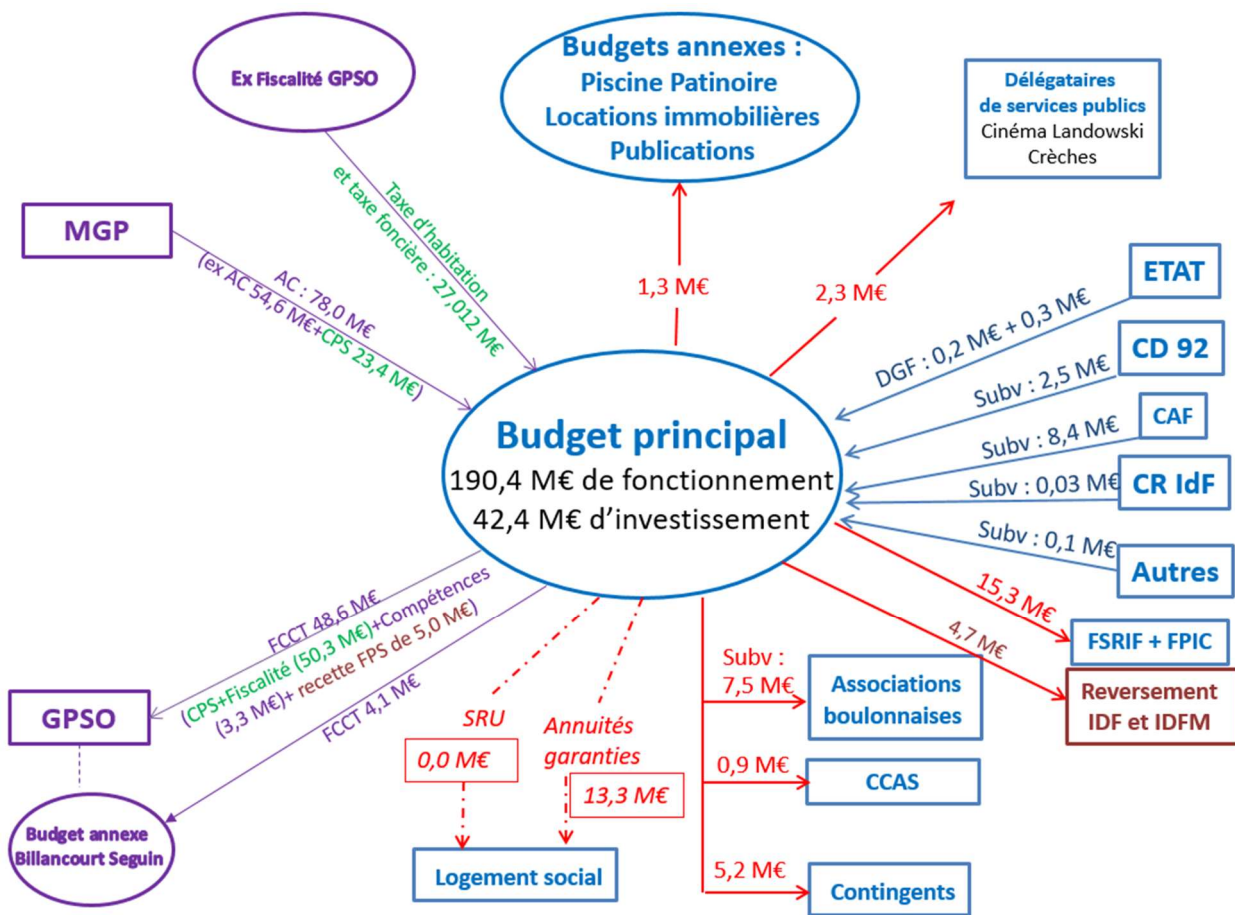 Ex Fiscalité GPSO
Budgets annexes :
Piscine Patinoire
Locations immobilières
Publications
Délégataires
de services publics
Cinéma Landowski
Crèches
MGP
AC : 78,0 M€
(ex AC 54,6 M€+CPS 23,4 M€)
Taxe d'habitation
et taxe foncière : 27,012 M€
1,3 M€
2,3 M€
ETAT
DGF : 0,2 M€ + 0,3 M€
CD 92
Subv : 2,5 M€
CAF
Subv : 8,4 M€
CR IdF
Subv : 0,03 M€
Autres
Subv : 0,1 M€
Budget principal
190,4 M€ de fonctionnement
42,4 M€ d'investissement
15,3 M€
FSRIF + FPIC
4,7 M€
Reversement
IDF et IDFM
FCCT 48,6 M€
(CPS+Fiscalité (50,3 M€)+Compétences
(3,3 M€)+ recette FPS de 5,0 M€)
FCCT 4,1 M€
GPSO
Budget annexe
Billancourt Seguin
SRU
0,0 M€
Annuités
garanties
13,3 M€
Logement social
Subv :
7,5 M€
Associations
boulonnaises
0,9 M€
CCAS
5,2 M€
Contingents